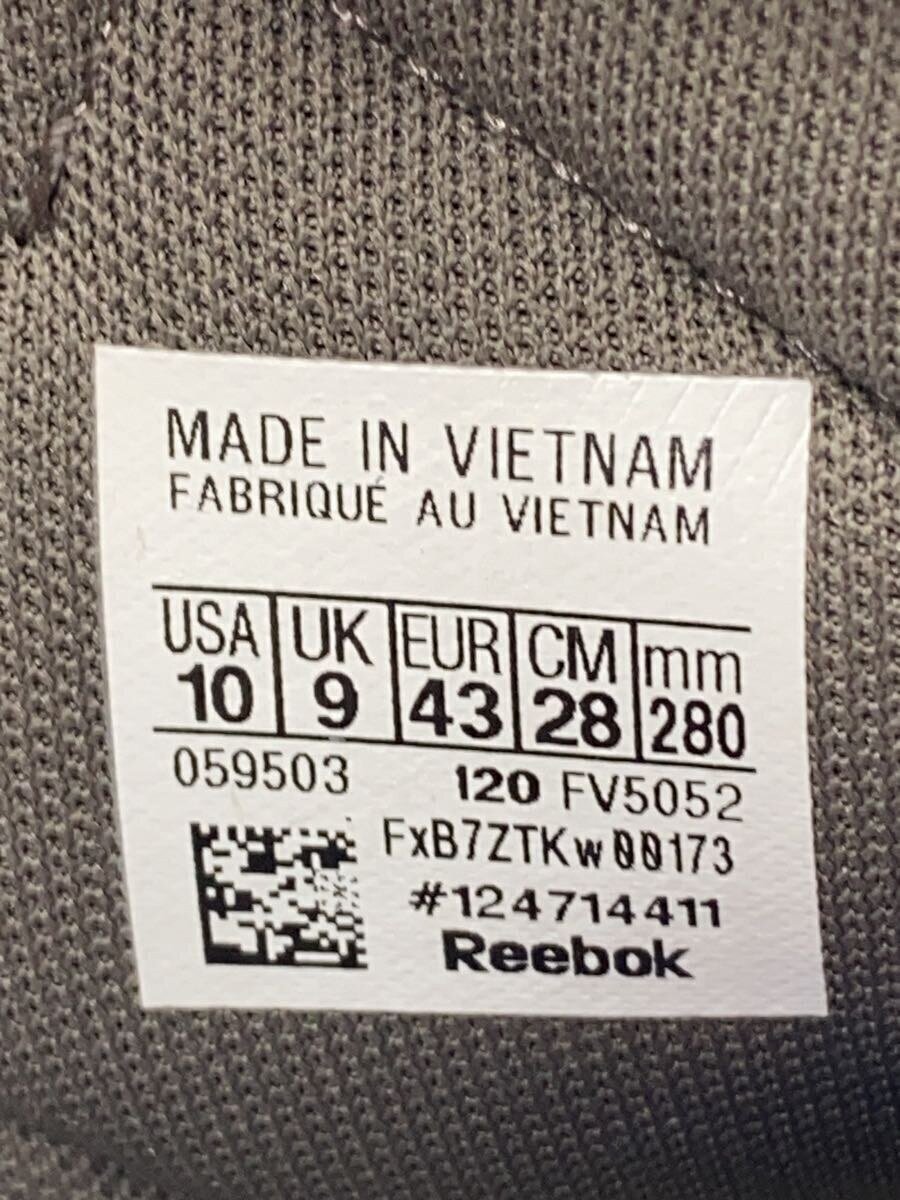 MADE IN VIETNAM
FABRIQUÉ AU VIETNAM
USA UK EUR CM mm
10 9 43 28 280
059503 120 FV5052
FxB7ZTKw00173
#124714411
Reebok